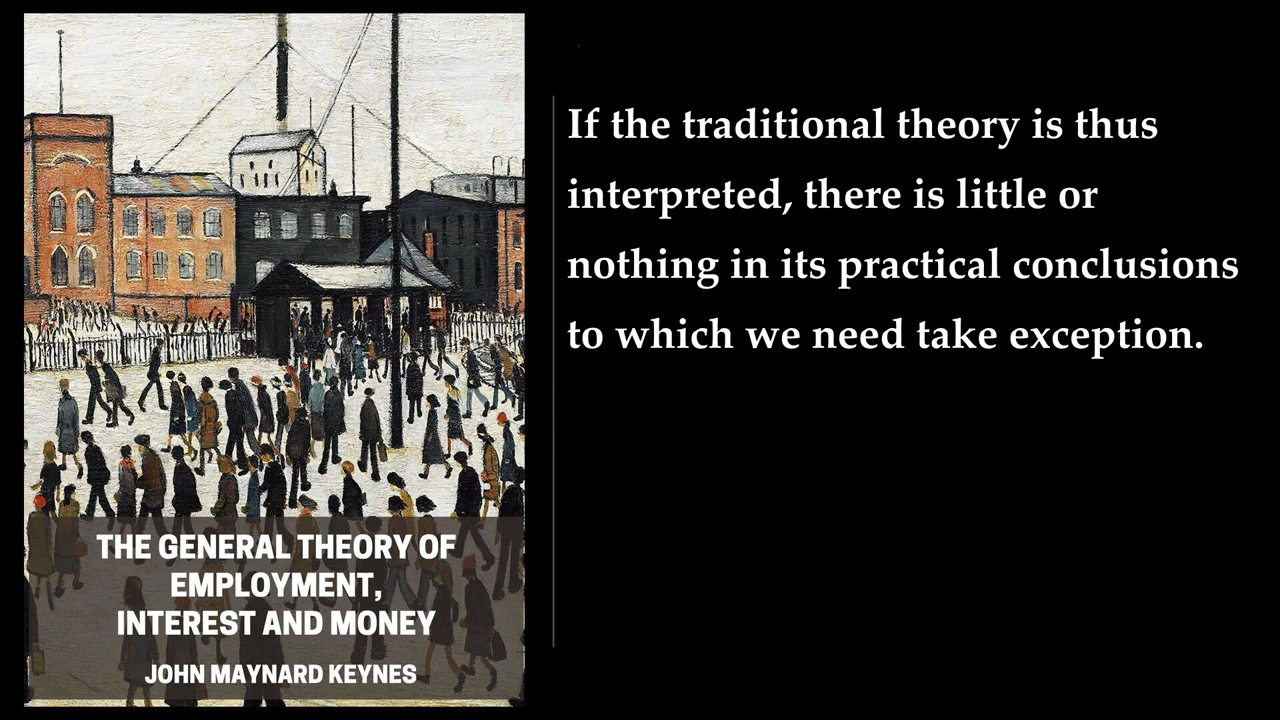 THE GENERAL THEORY OF
EMPLOYMENT,
INTEREST AND MONEY
JOHN MAYNARD KEYNES
If the traditional theory is thus
interpreted, there is little or
nothing in its practical conclusions
to which we need take exception.